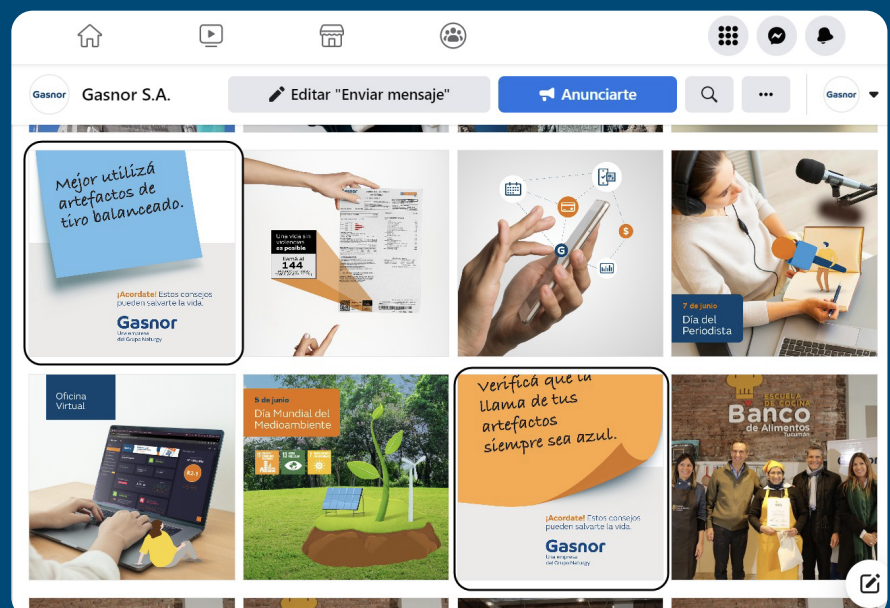 Gasnor
Gasnor S.A.
Editar "Enviar mensaje"
Anunciarte
Gasnor
Mejor utilizá
artefactos de
tiro balanceado.
¡Acordate! Estos consejos
pueden salvarte la vida.
Gasnor
Una empresa
del Grupo Naturgy
Una vida sin
violencias
es posible
llamá al
144
G
$
7 de junio
Día del
Periodista
Oficina
Virtual
5 de junio
Día Mundial del
Medioambiente
Verificá que la
llama de tus
artefactos
siempre sea azul.
¡Acordate! Estos consejos
pueden salvarte la vida.
Gasnor
Una empresa
del Grupo Naturgy
ESCUELA
DE COCINA
Banco
de Alimentos
Tucumán